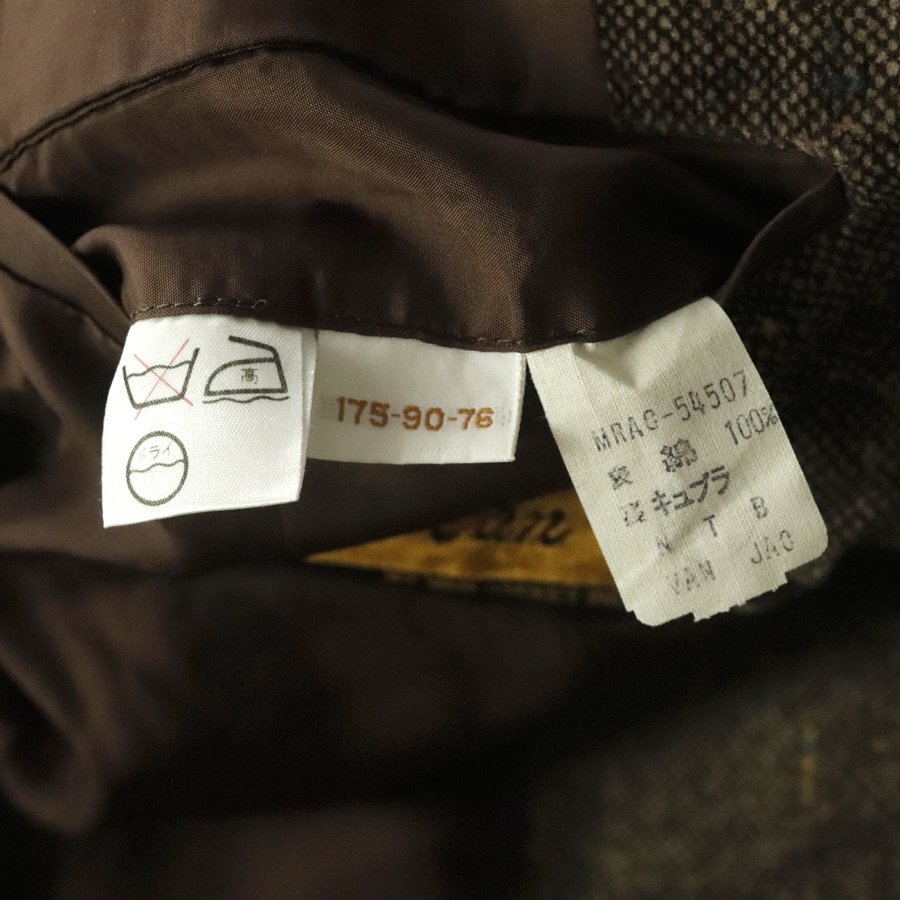 高
ドライ
175-90-76
MRAG-54507
表 綿 100%
裏 キュプラ
N T B
VAN JAC